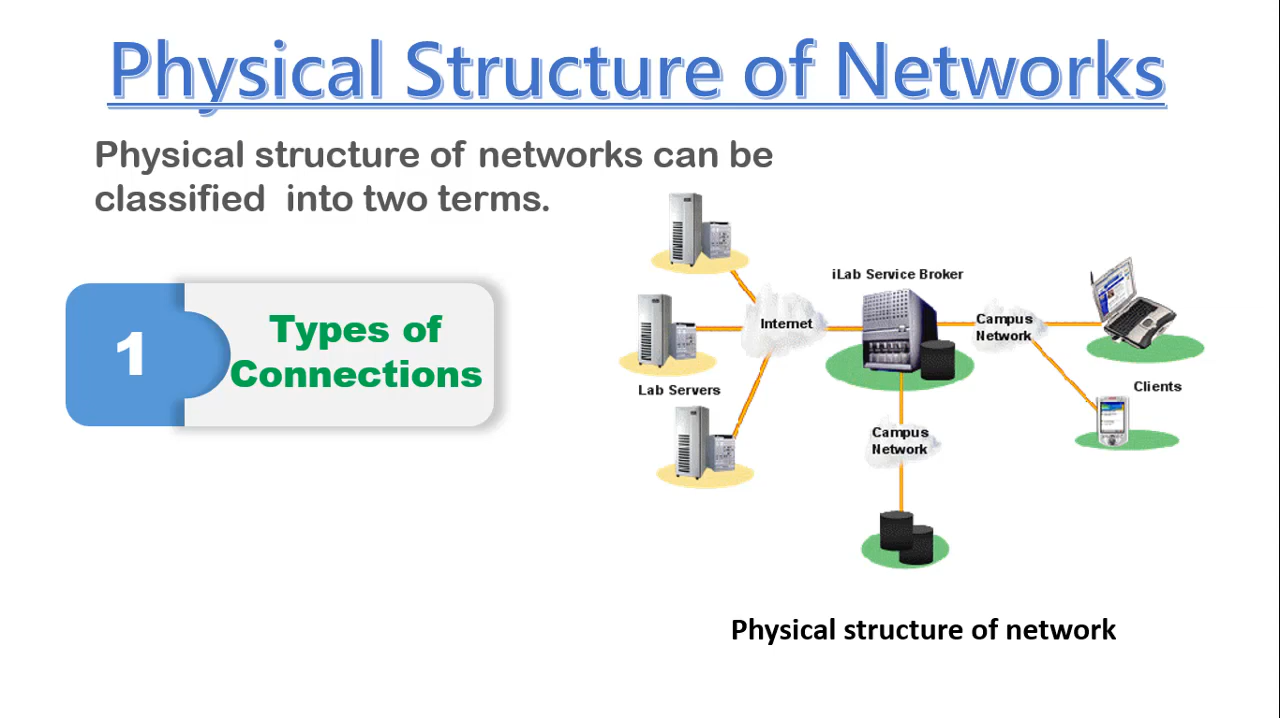 Physical Structure of Networks
Physical structure of networks can be
classified into two terms.
1
Types of
Connections
iLab Service Broker
Internet
Campus
Network
Lab Servers
Clients
Campus
Network
Physical structure of network